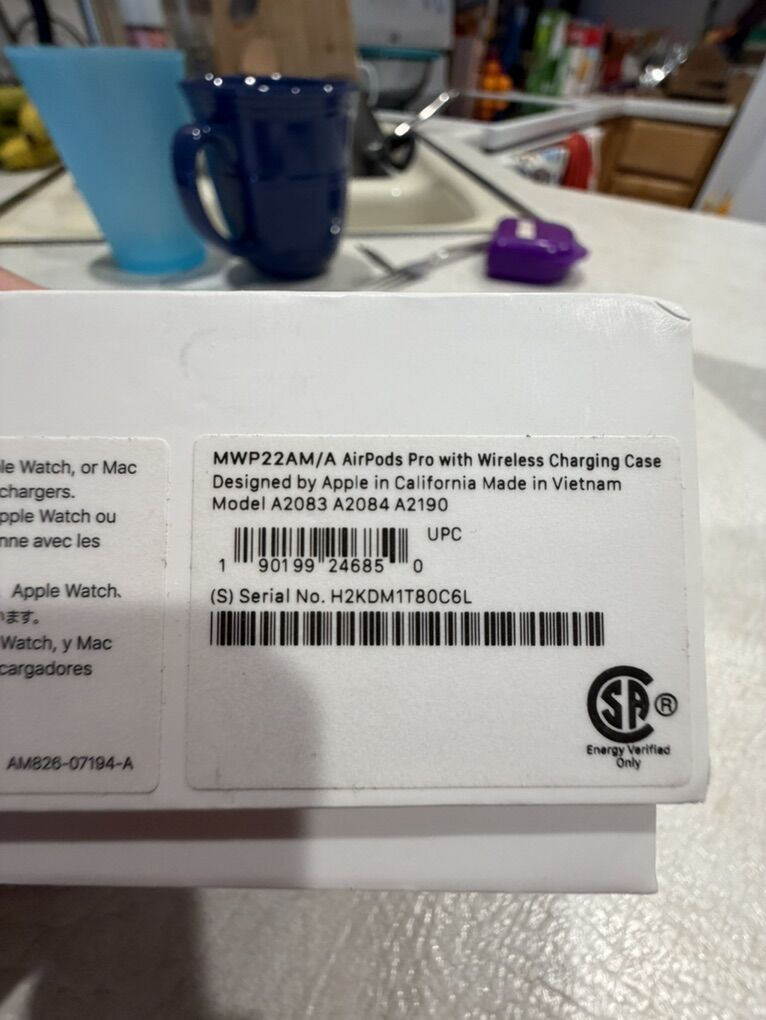 le Watch, or Mac
chargers.
pple Watch ou
nne avec les
Apple Watch、
います。
Watch, y Mac
cargadores
AM826-07194-A
MWP22AM/A AirPods Pro with Wireless Charging Case
Designed by Apple in California Made in Vietnam
Model A2083 A2084 A2190
UPC
1 90199 24685 0
(S) Serial No. H2KDM1T80C6L
SA ®
Energy Verified
Only